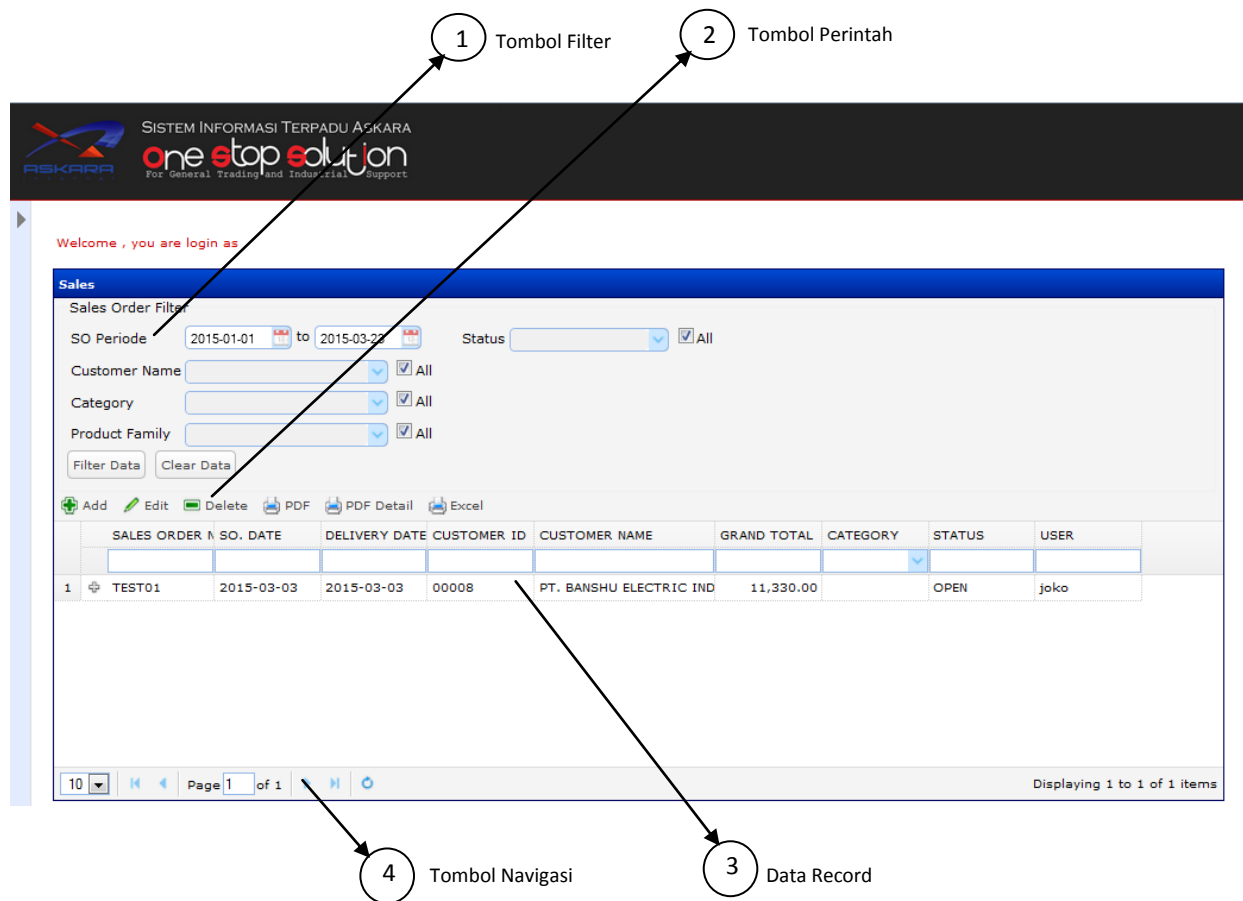 1 Tombol Filter
2 Tombol Perintah
SISTEM INFORMASI TERPADU ASKARA
one stop solution
For General Trading and Industrial Support
ASKARA
Welcome , you are login as
Sales
Sales Order Filter
SO Periode 2015-01-01 to 2015-03-23 Status All
Customer Name All
Category All
Product Family All
Filter Data Clear Data
Add Edit Delete PDF PDF Detail Excel
SALES ORDER N SO. DATE DELIVERY DATE CUSTOMER ID CUSTOMER NAME GRAND TOTAL CATEGORY STATUS USER
1 TEST01 2015-03-03 2015-03-03 00008 PT. BANSHU ELECTRIC IND 11,330.00 OPEN joko
10 Page 1 of 1 Displaying 1 to 1 of 1 items
4 Tombol Navigasi
3 Data Record